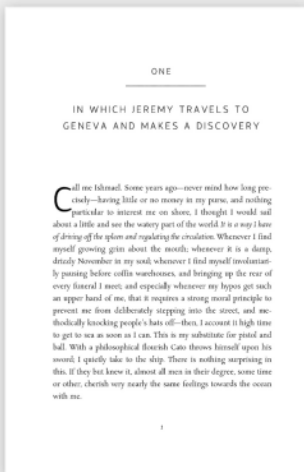 ONE
IN WHICH JEREMY TRAVELS TO
GENEVA AND MAKES A DISCOVERY
Call me Ishmael. Some years ago—never mind how long pre-
cisely—having little or no money in my purse, and nothing
particular to interest me on shore, I thought I would sail
about a little and see the watery part of the world. It is a way I have
of driving off the spleen and regulating the circulation. Whenever I find
myself growing grim about the mouth; whenever it is a damp,
drizzly November in my soul; whenever I find myself involuntari-
ly pausing before coffin warehouses, and bringing up the rear of
every funeral I meet; and especially whenever my hypos get such
an upper hand of me, that it requires a strong moral principle to
prevent me from deliberately stepping into the street, and me-
thodically knocking people's hats off—then, I account it high time
to get to sea as soon as I can. This is my substitute for pistol and
ball. With a philosophical flourish Cato throws himself upon his
sword; I quietly take to the ship. There is nothing surprising in
this. If they but knew it, almost all men in their degree, some time
or other, cherish very nearly the same feelings towards the ocean
with me.
1